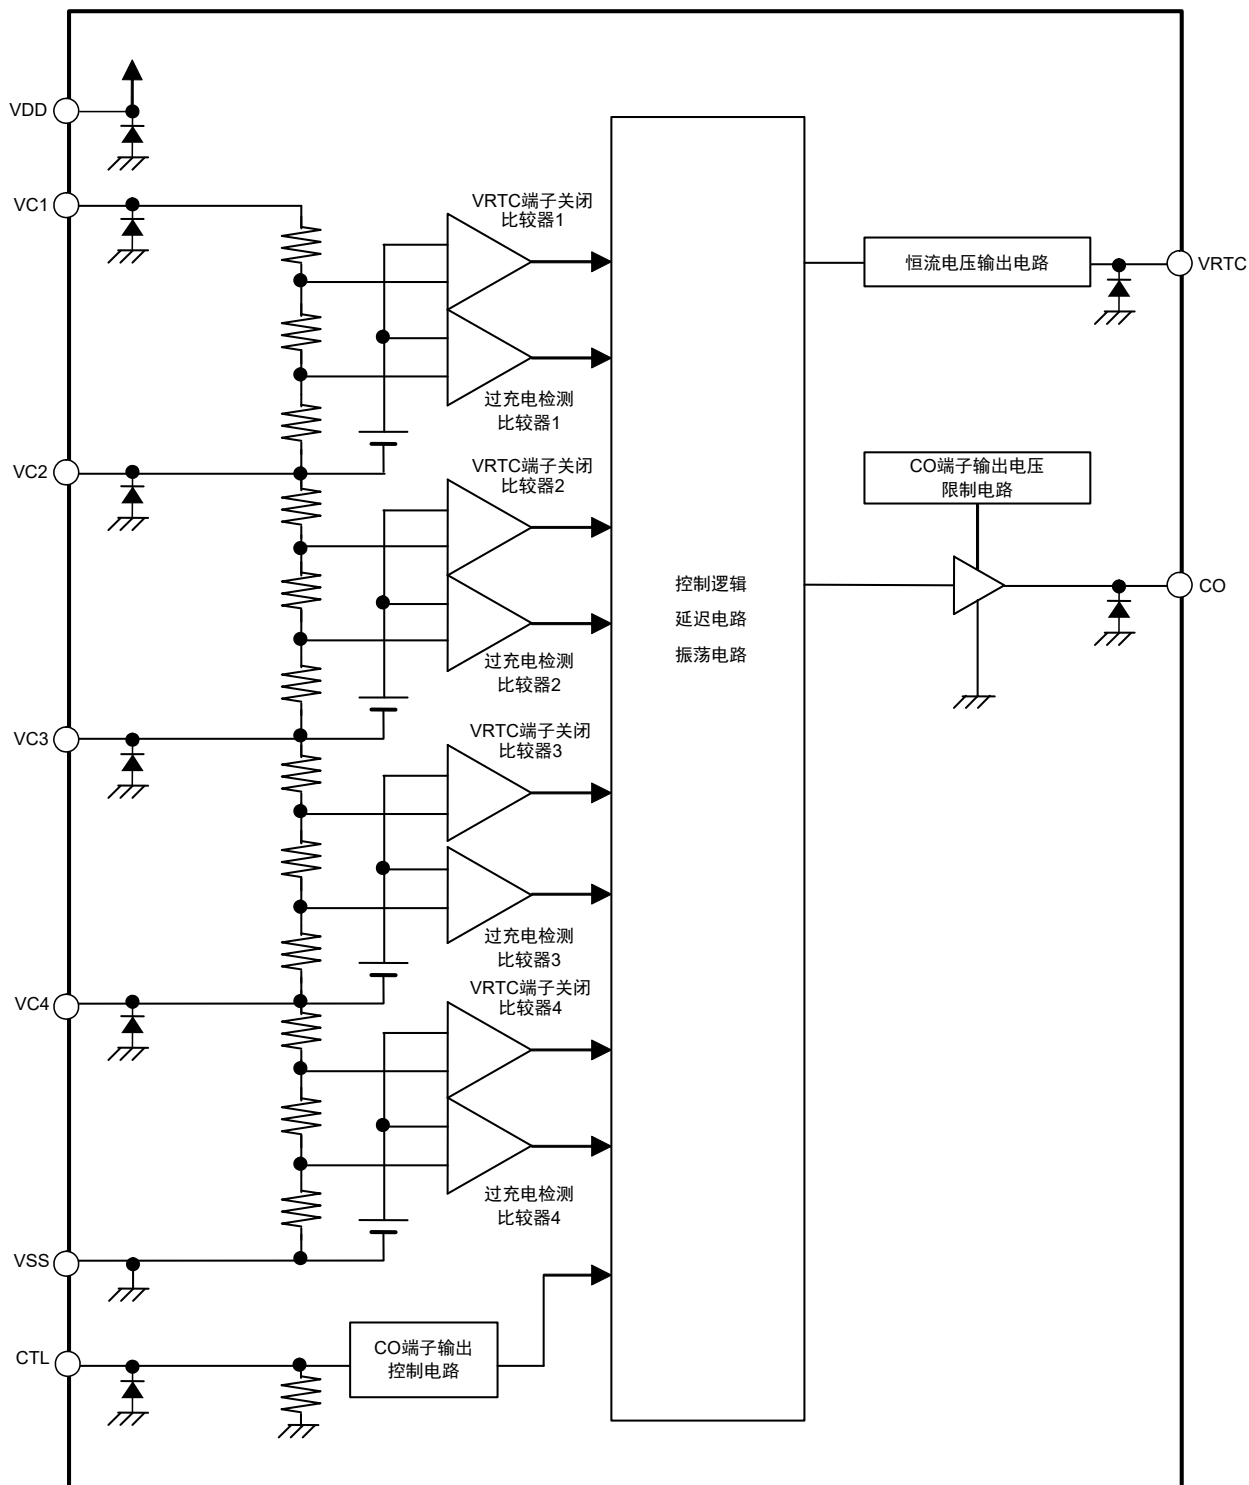 VDD
VC1
VRTC端子关闭
比较器1
恒流电压输出电路
VRTC
过充电检测
比较器1
VC2
VRTC端子关闭
比较器2
CO端子输出电压
限制电路
控制逻辑
延迟电路
振荡电路
CO
过充电检测
比较器2
VC3
VRTC端子关闭
比较器3
过充电检测
比较器3
VC4
VRTC端子关闭
比较器4
过充电检测
比较器4
VSS
CTL
CO端子输出
控制电路